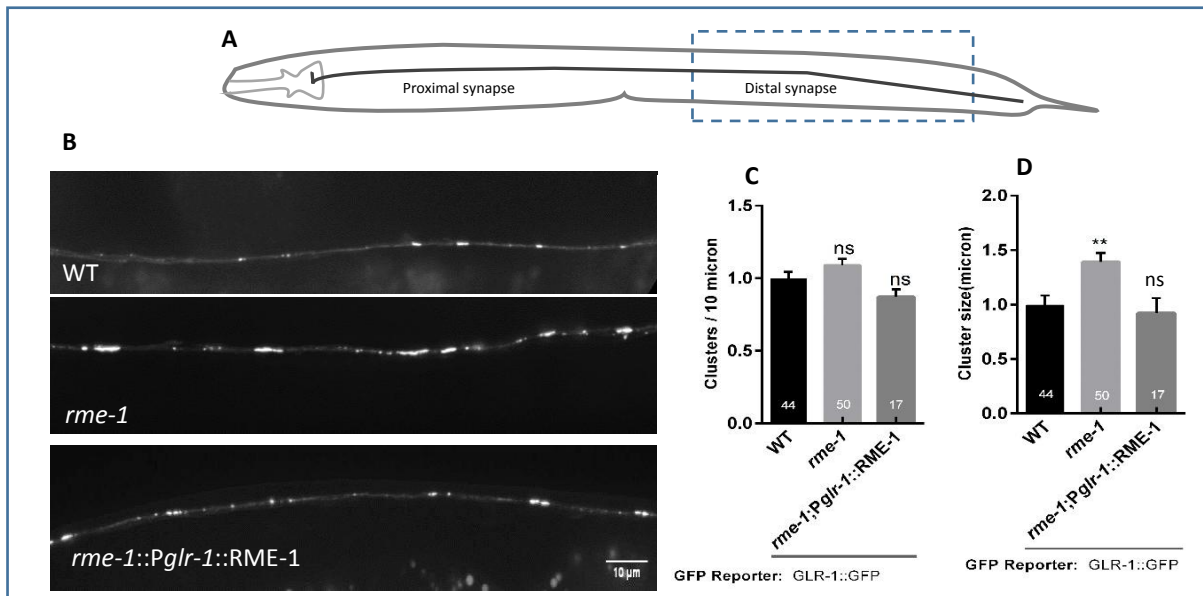 A
Proximal synapse
Distal synapse
B
WT
rme-1
rme-1::Pglr-1::RME-1
10 µm
C
Clusters / 10 micron
1.5
1.0
0.5
0.0
ns
ns
44
50
17
WT
rme-1
rme-1;Pglr-1::RME-1
GFP Reporter: GLR-1::GFP
D
Cluster size(micron)
2.0
1.5
1.0
0.5
0.0
**
ns
44
50
17
WT
rme-1
rme-1;Pglr-1::RME-1
GFP Reporter: GLR-1::GFP